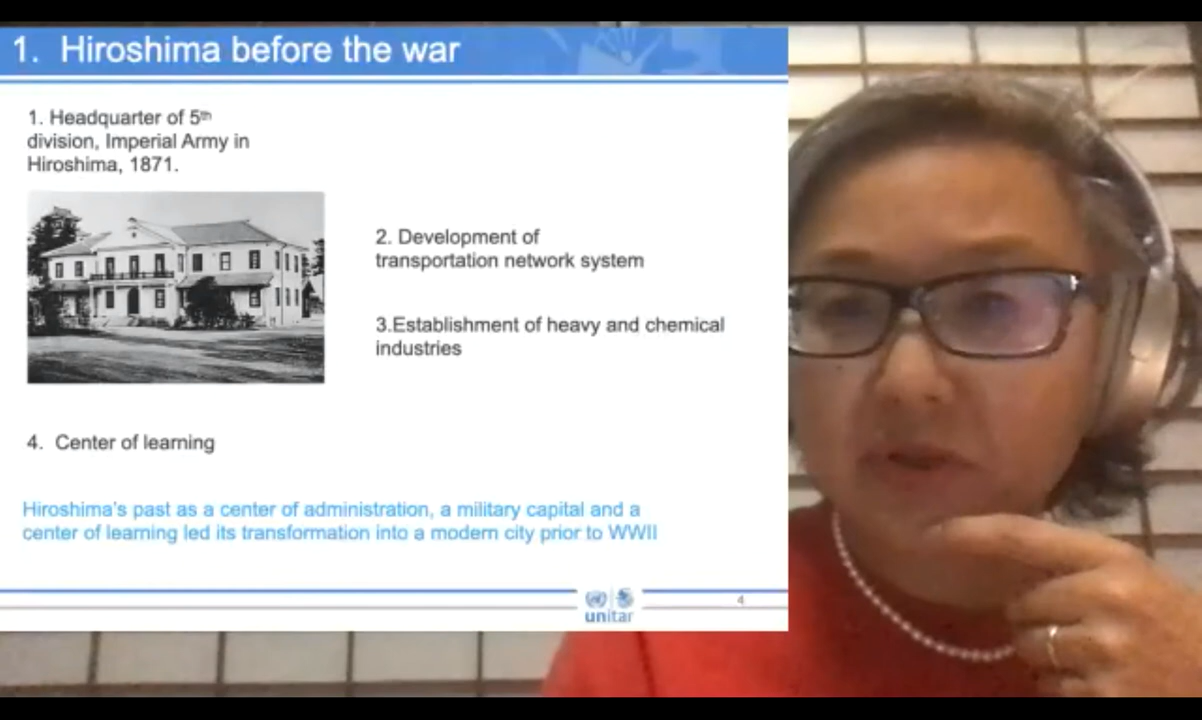 1. Hiroshima before the war
1. Headquarter of 5th
division, Imperial Army in
Hiroshima, 1871.
2. Development of
transportation network system
3.Establishment of heavy and chemical
industries
4. Center of learning
Hiroshima's past as a center of administration, a military capital and a
center of learning led its transformation into a modern city prior to WWII
unitar
4